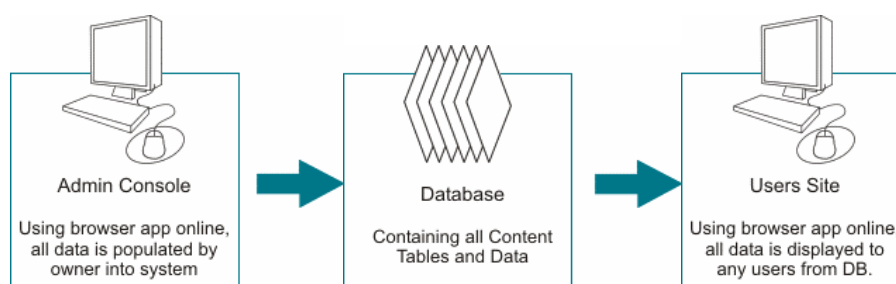 Admin Console
Using browser app online,
all data is populated by
owner into system
Database
Containing all Content
Tables and Data
Users Site
Using browser app online
all data is displayed to
any users from DB.